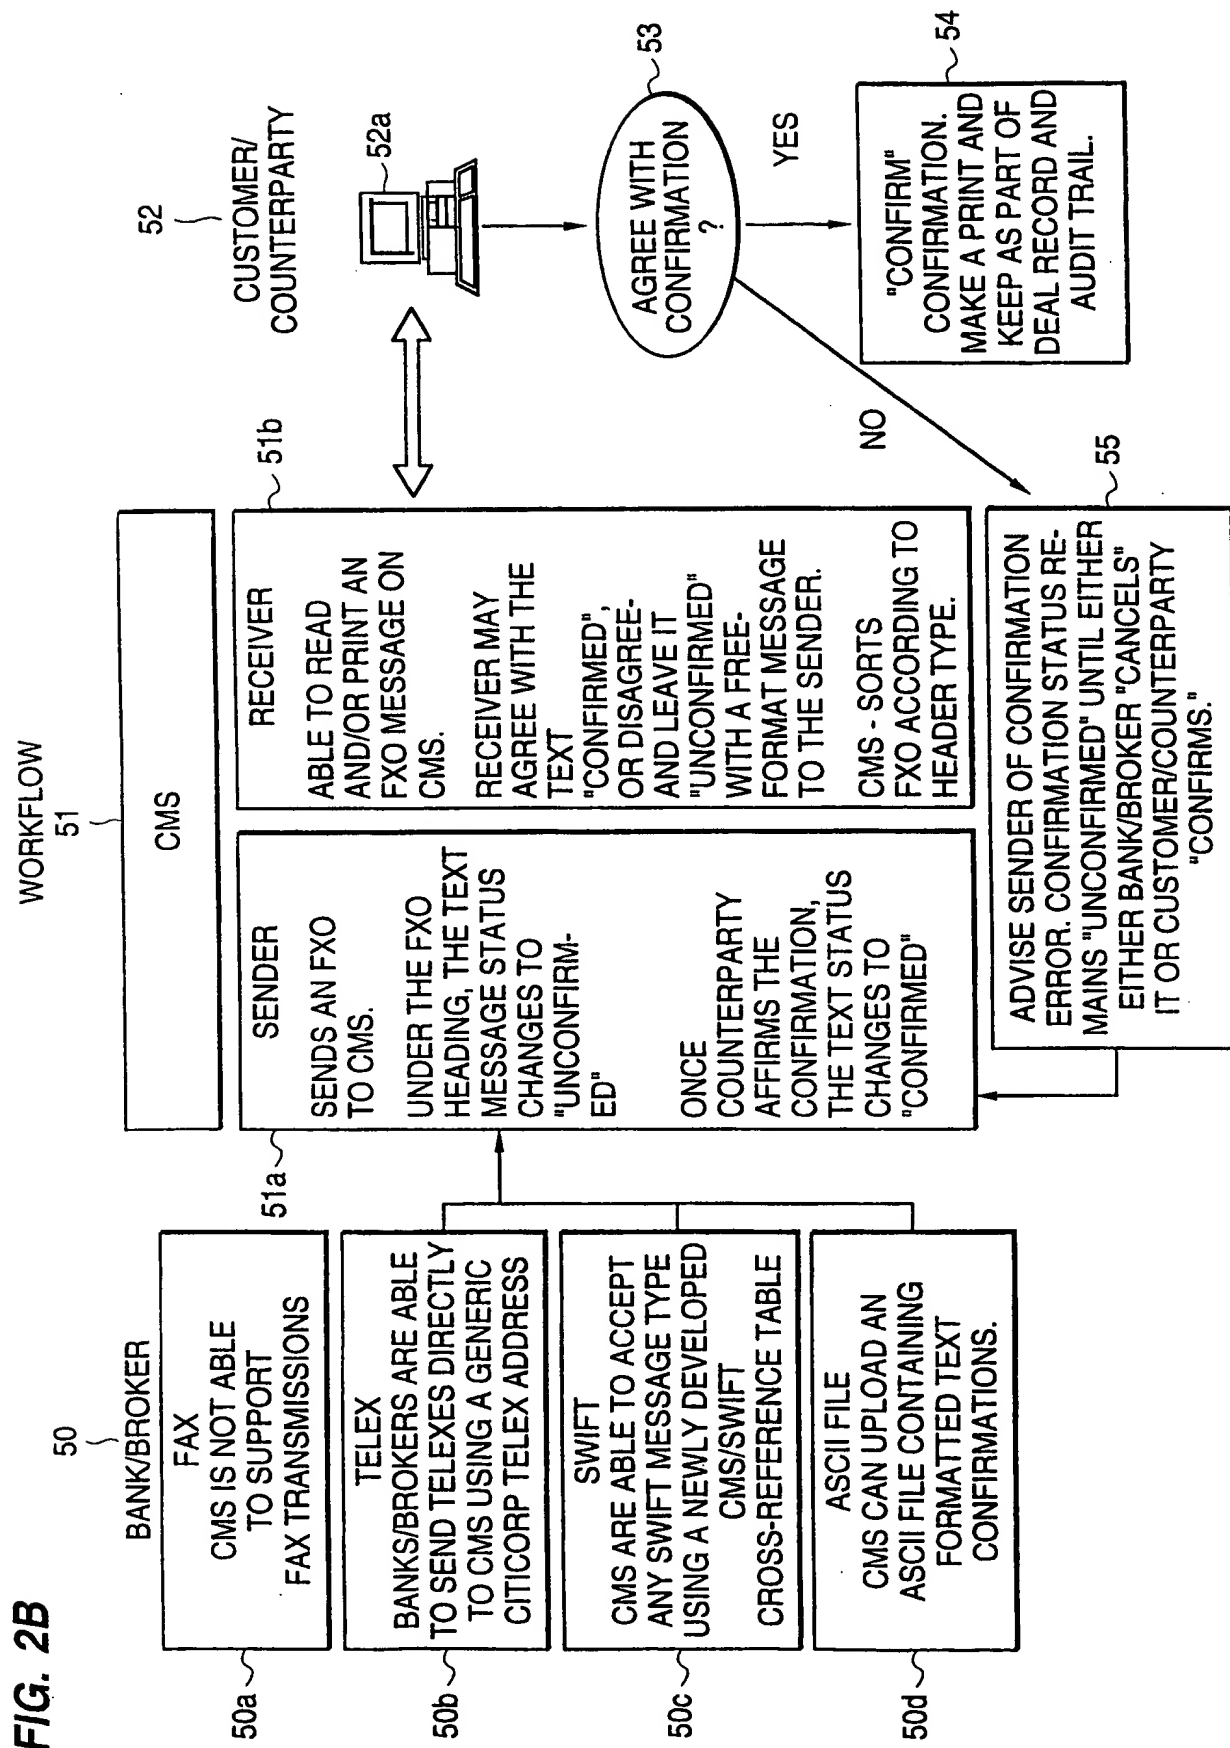 FIG. 2B
WORKFLOW
50
BANK/BROKER
50a
FAX
CMS IS NOT ABLE
TO SUPPORT
FAX TRANSMISSIONS
50b
TELEX
BANKS/BROKERS ARE ABLE
TO SEND TELEXES DIRECTLY
TO CMS USING A GENERIC
CITICORP TELEX ADDRESS
50c
SWIFT
CMS ARE ABLE TO ACCEPT
ANY SWIFT MESSAGE TYPE
USING A NEWLY DEVELOPED
CMS/SWIFT
CROSS-REFERENCE TABLE
50d
ASCII FILE
CMS CAN UPLOAD AN
ASCII FILE CONTAINING
FORMATTED TEXT
CONFIRMATIONS.
51
CMS
51a
SENDER
SENDS AN FXO
TO CMS.
UNDER THE FXO
HEADING, THE TEXT
MESSAGE STATUS
CHANGES TO
"UNCONFIRM-
ED"
ONCE
COUNTERPARTY
AFFIRMS THE
CONFIRMATION,
THE TEXT STATUS
CHANGES TO
"CONFIRMED"
51b
RECEIVER
ABLE TO READ
AND/OR PRINT AN
FXO MESSAGE ON
CMS.
RECEIVER MAY
AGREE WITH THE
TEXT
"CONFIRMED",
OR DISAGREE-
AND LEAVE IT
"UNCONFIRMED"
WITH A FREE-
FORMAT MESSAGE
TO THE SENDER.
CMS - SORTS
FXO ACCORDING TO
HEADER TYPE.
52
CUSTOMER/
COUNTERPARTY
52a
53
AGREE WITH
CONFIRMATION
?
YES
NO
54
"CONFIRM"
CONFIRMATION.
MAKE A PRINT AND
KEEP AS PART OF
DEAL RECORD AND
AUDIT TRAIL.
55
ADVISE SENDER OF CONFIRMATION
ERROR. CONFIRMATION STATUS RE-
MAINS "UNCONFIRMED" UNTIL EITHER
EITHER BANK/BROKER "CANCELS"
IT OR CUSTOMER/COUNTERPARTY
"CONFIRMS."